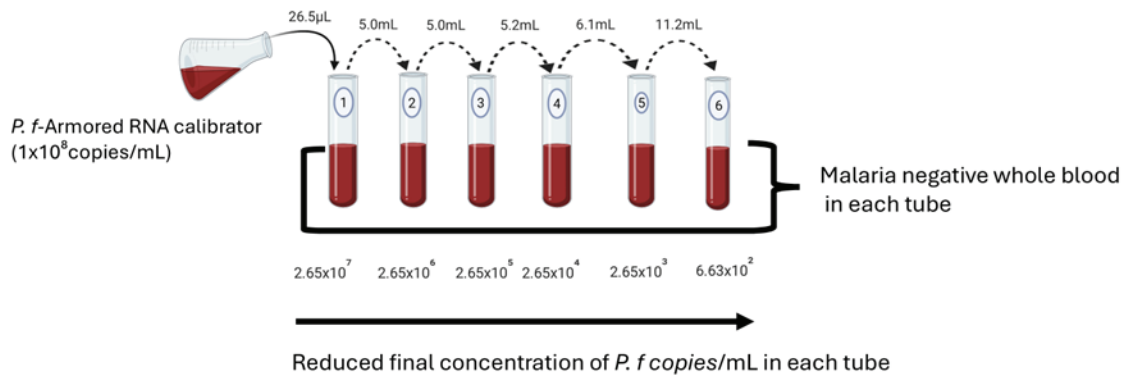 26.5µL 5.0mL 5.0mL 5.2mL 6.1mL 11.2mL
1 2 3 4 5 6
P. f-Armored RNA calibrator
(1x10⁸copies/mL)
Malaria negative whole blood
in each tube
2.65x10⁷ 2.65x10⁶ 2.65x10⁵ 2.65x10⁴ 2.65x10³ 6.63x10²
Reduced final concentration of P. f copies/mL in each tube